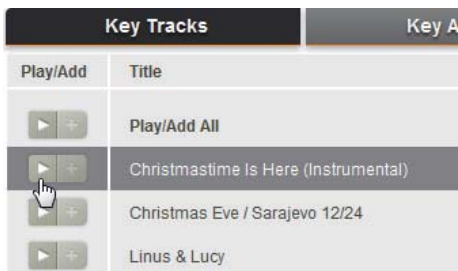 Key Tracks Key A
Play/Add Title
Play/Add All
Christmastime Is Here (Instrumental)
Christmas Eve / Sarajevo 12/24
Linus & Lucy